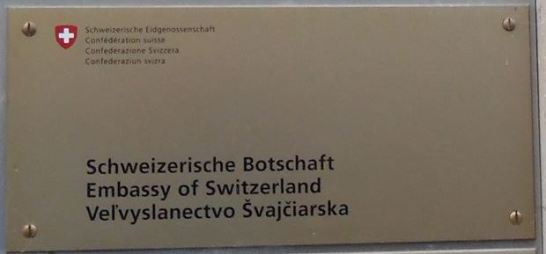 Schweizerische Eidgenossenschaft
Confédération suisse
Confederazione Svizzera
Confederaziun svizra
Schweizerische Botschaft
Embassy of Switzerland
Veľvyslanectvo Švajčiarska